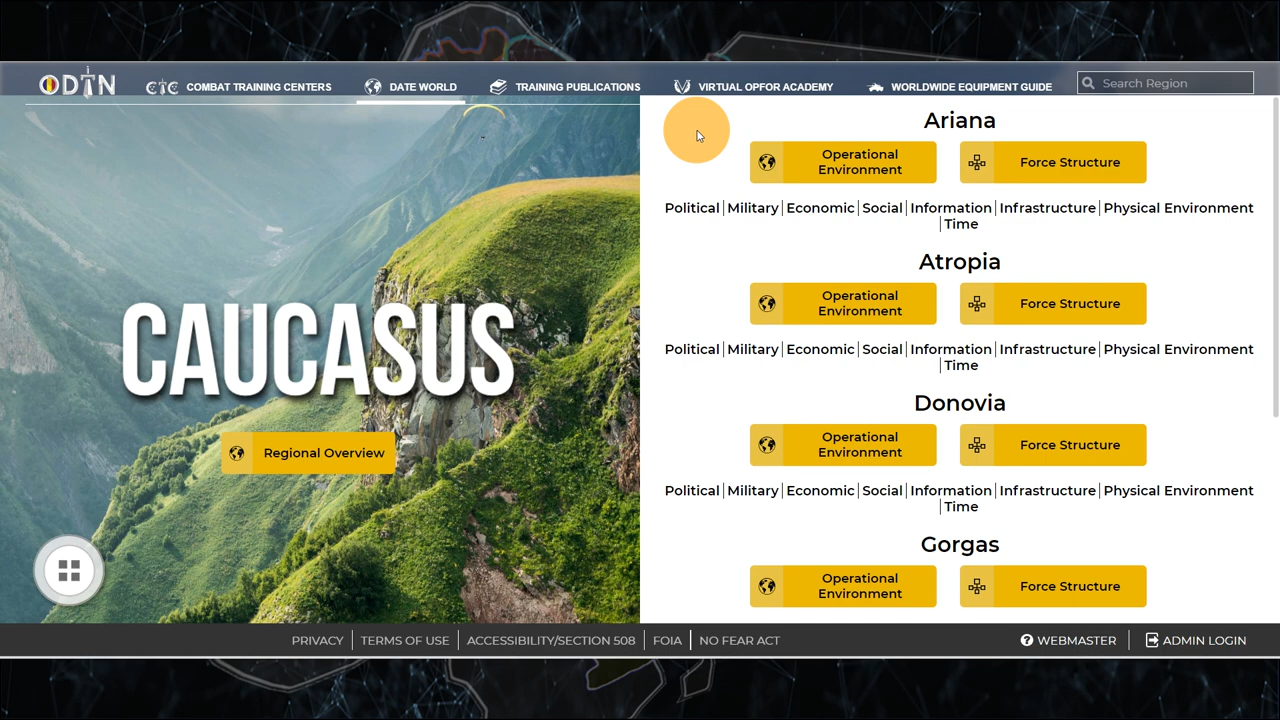 ODIN
CTC COMBAT TRAINING CENTERS
DATE WORLD
TRAINING PUBLICATIONS
VIRTUAL OPFOR ACADEMY
WORLDWIDE EQUIPMENT GUIDE
Search Region
CAUCASUS
Regional Overview
Ariana
Operational
Environment
Force Structure
Political|Military|Economic|Social|Information|Infrastructure|Physical Environment
|Time
Atropia
Operational
Environment
Force Structure
Political|Military|Economic|Social|Information|Infrastructure|Physical Environment
|Time
Donovia
Operational
Environment
Force Structure
Political|Military|Economic|Social|Information|Infrastructure|Physical Environment
|Time
Gorgas
Operational
Environment
Force Structure
PRIVACY | TERMS OF USE | ACCESSIBILITY/SECTION 508 | FOIA | NO FEAR ACT
WEBMASTER | ADMIN LOGIN